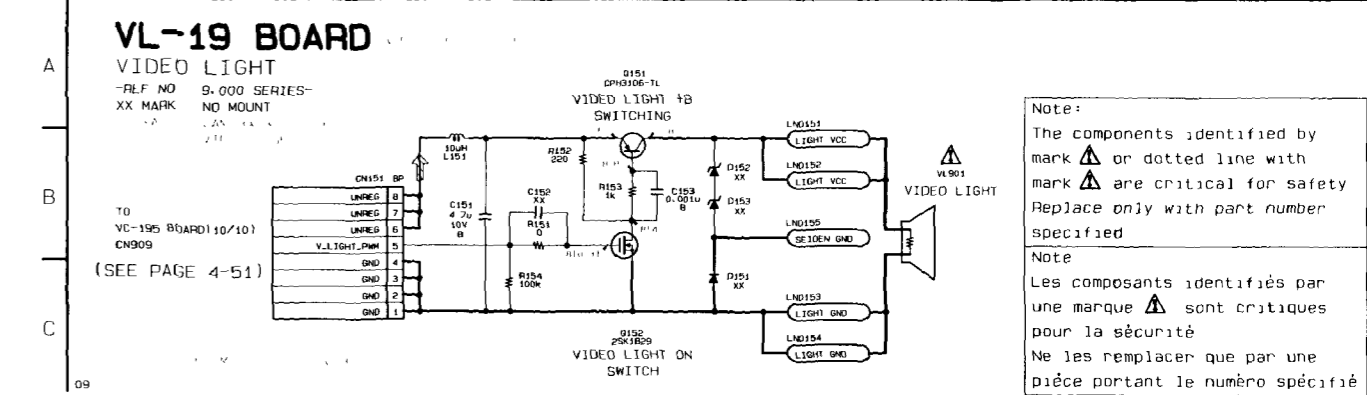 VL-19 BOARD
VIDEO LIGHT
-REF NO 9.000 SERIES-
XX MARK NO MOUNT
A
B
C
09
TO
VC-195 BOARD(10/10)
CN909
(SEE PAGE 4-51)
CN151 BP
UNREG 8
UNREG 7
UNREG 6
V_LIGHT_PWM 5
GND 4
GND 3
GND 2
GND 1
10uH
L151
C151
4.7u
10V
B
C152
XX
R151
0
R154
100k
R152
220
Q151
CPH3106-TL
VIDEO LIGHT +B
SWITCHING
R153
1k
C153
0.001u
B
Q152
2SK1829
VIDEO LIGHT ON
SWITCH
D152
XX
D153
XX
D151
XX
LND151
LIGHT VCC
LND152
LIGHT VCC
LND155
SEIDEN GND
LND153
LIGHT GND
LND154
LIGHT GND
VL901
VIDEO LIGHT
Note:
The components identified by
mark ⚠ or dotted line with
mark ⚠ are critical for safety
Replace only with part number
specified
Note
Les composants identifiés par
une marque ⚠ sont critiques
pour la sécurité
Ne les remplacer que par une
pièce portant le numéro spécifié